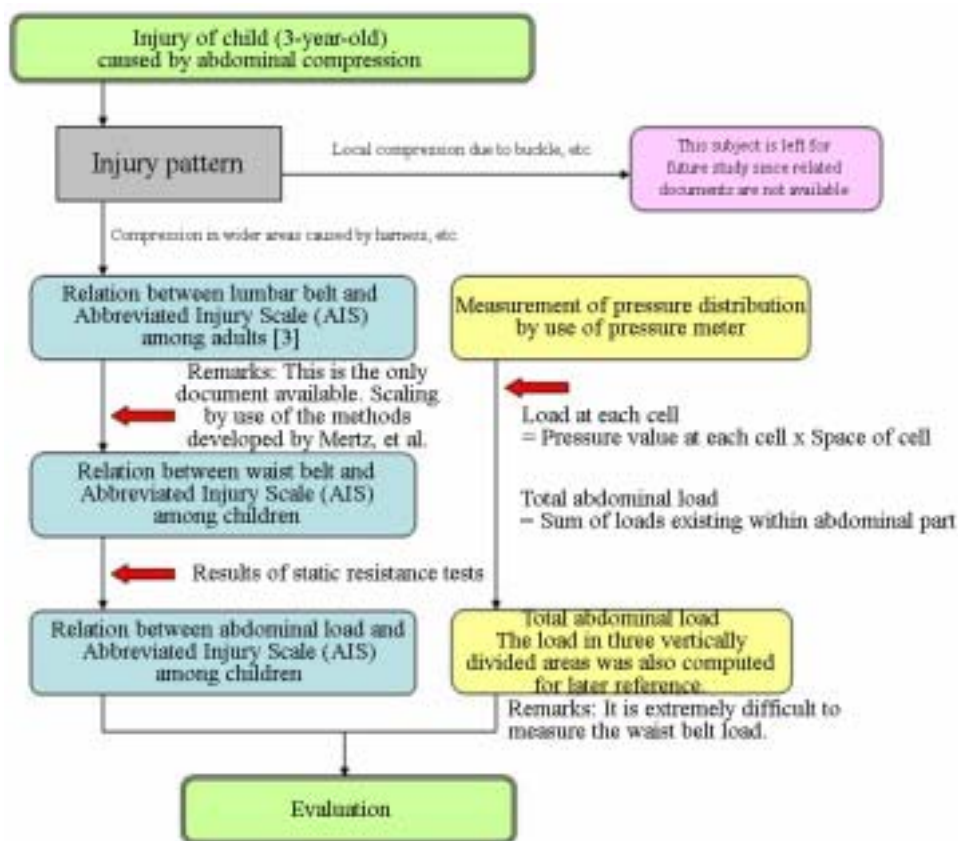 Injury of child (3-year-old)
caused by abdominal compression
Injury pattern
Local compression due to buckle, etc
This subject is left for
future study since related
documents are not available
Compression in wider areas caused by harness, etc
Relation between lumbar belt and
Abbreviated Injury Scale (AIS)
among adults [3]
Measurement of pressure distribution
by use of pressure meter
Remarks: This is the only
document available. Scaling
by use of the methods
developed by Mertz, et al.
Load at each cell
= Pressure value at each cell x Space of cell
Relation between waist belt and
Abbreviated Injury Scale (AIS)
among children
Total abdominal load
= Sum of loads existing within abdominal part
Results of static resistance tests
Relation between abdominal load and
Abbreviated Injury Scale (AIS)
among children
Total abdominal load
The load in three vertically
divided areas was also computed
for later reference.
Remarks: It is extremely difficult to
measure the waist belt load.
Evaluation